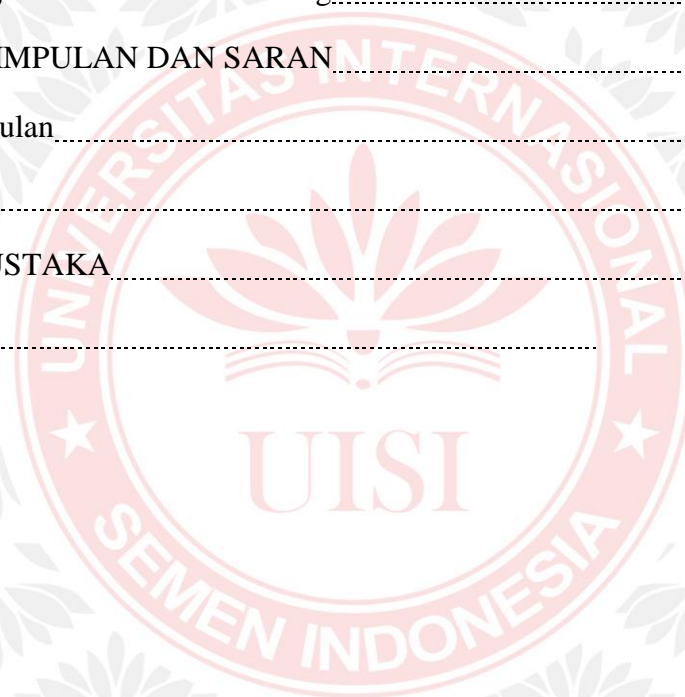 IMPULAN DAN SARAN
ulan
USTAKA
UNIVERSITAS INTERNASIONAL
UISI
SEMEN INDONESIA